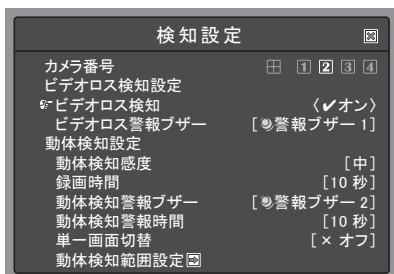 検知設定
カメラ番号 1 2 3 4
ビデオロス検知設定
ビデオロス検知 〈✔オン〉
ビデオロス警報ブザー [警報ブザー 1]
動体検知設定
動体検知感度 [中]
録画時間 [10 秒]
動体検知警報ブザー [警報ブザー 2]
動体検知警報時間 [10 秒]
単一画面切替 [× オフ]
動体検知範囲設定